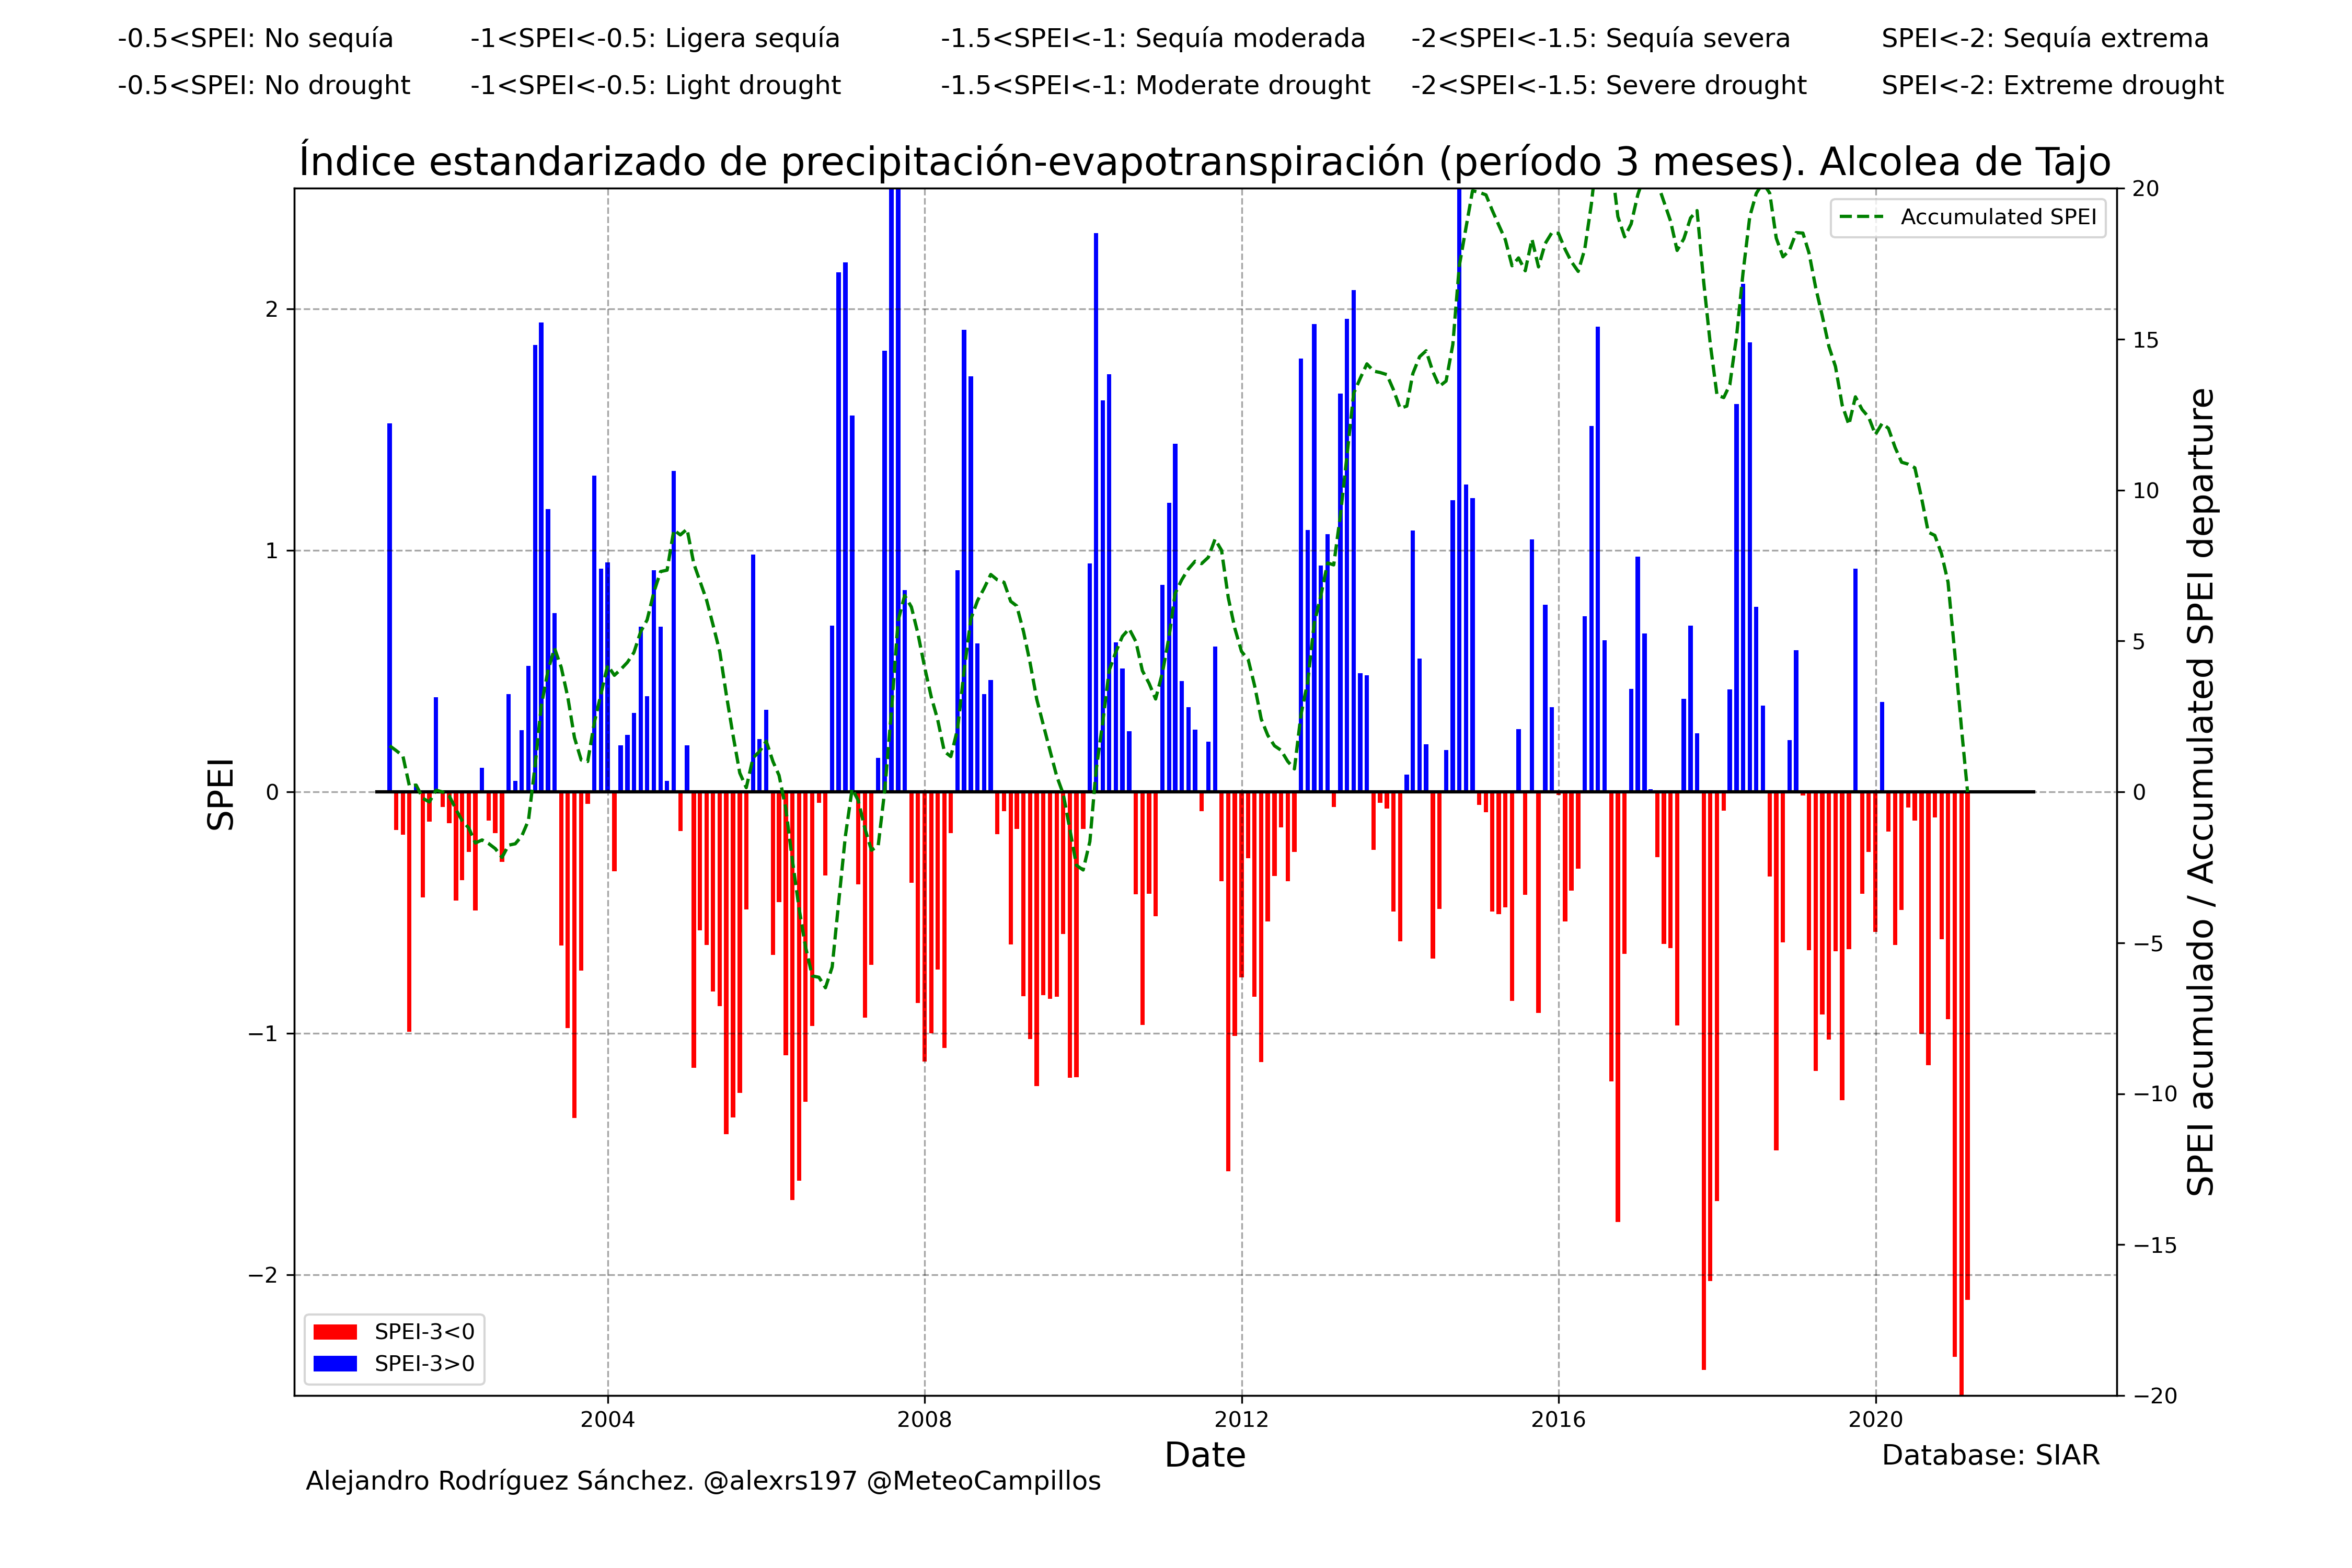 -0.5<SPEI: No sequía -1<SPEI<-0.5: Ligera sequía -1.5<SPEI<-1: Sequía moderada -2<SPEI<-1.5: Sequía severa SPEI<-2: Sequía extrema
-0.5<SPEI: No drought -1<SPEI<-0.5: Light drought -1.5<SPEI<-1: Moderate drought -2<SPEI<-1.5: Severe drought SPEI<-2: Extreme drought
Índice estandarizado de precipitación-evapotranspiración (período 3 meses). Alcolea de Tajo
Accumulated SPEI
SPEI
2
1
0
−1
−2
20
15
10
5
0
−5
−10
−15
−20
SPEI acumulado / Accumulated SPEI departure
SPEI-3<0
SPEI-3>0
2004 2008 2012 2016 2020
Date
Database: SIAR
Alejandro Rodríguez Sánchez. @alexrs197 @MeteoCampillos